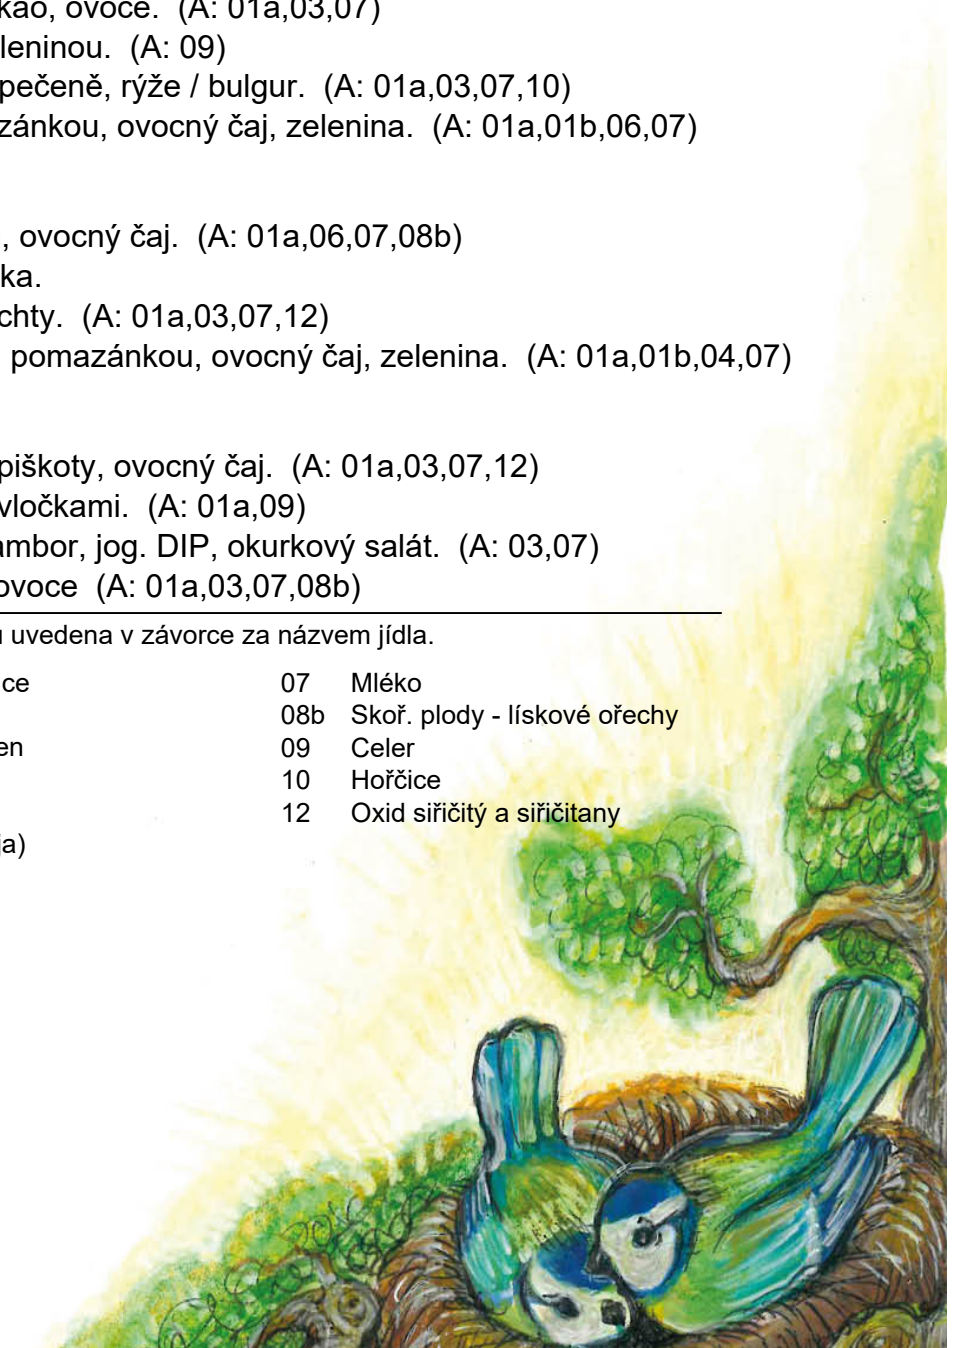 kao, ovoce. (A: 01a,03,07)
leninou. (A: 09)
pečeně, rýže / bulgur. (A: 01a,03,07,10)
zánkou, ovocný čaj, zelenina. (A: 01a,01b,06,07)
, ovocný čaj. (A: 01a,06,07,08b)
ka.
chty. (A: 01a,03,07,12)
pomazánkou, ovocný čaj, zelenina. (A: 01a,01b,04,07)
piškoty, ovocný čaj. (A: 01a,03,07,12)
vločkami. (A: 01a,09)
ambor, jog. DIP, okurkový salát. (A: 03,07)
ovoce (A: 01a,03,07,08b)
u uvedena v závorce za názvem jídla.
ce 07 Mléko
08b Skoř. plody - lískové ořechy
en 09 Celer
10 Hořčice
12 Oxid siřičitý a siřičitany
ja)